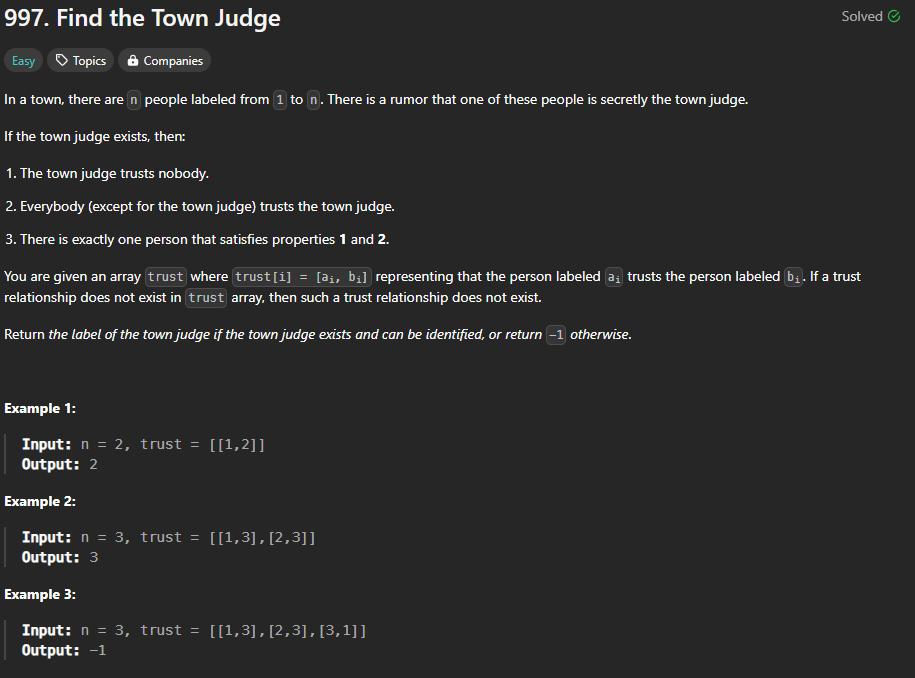 997. Find the Town Judge
Solved
Easy
Topics
Companies
In a town, there are n people labeled from 1 to n. There is a rumor that one of these people is secretly the town judge.
If the town judge exists, then:
1. The town judge trusts nobody.
2. Everybody (except for the town judge) trusts the town judge.
3. There is exactly one person that satisfies properties 1 and 2.
You are given an array trust where trust[i] = [aᵢ, bᵢ] representing that the person labeled aᵢ trusts the person labeled bᵢ. If a trust
relationship does not exist in trust array, then such a trust relationship does not exist.
Return the label of the town judge if the town judge exists and can be identified, or return -1 otherwise.
Example 1:
Input: n = 2, trust = [[1,2]]
Output: 2
Example 2:
Input: n = 3, trust = [[1,3],[2,3]]
Output: 3
Example 3:
Input: n = 3, trust = [[1,3],[2,3],[3,1]]
Output: -1